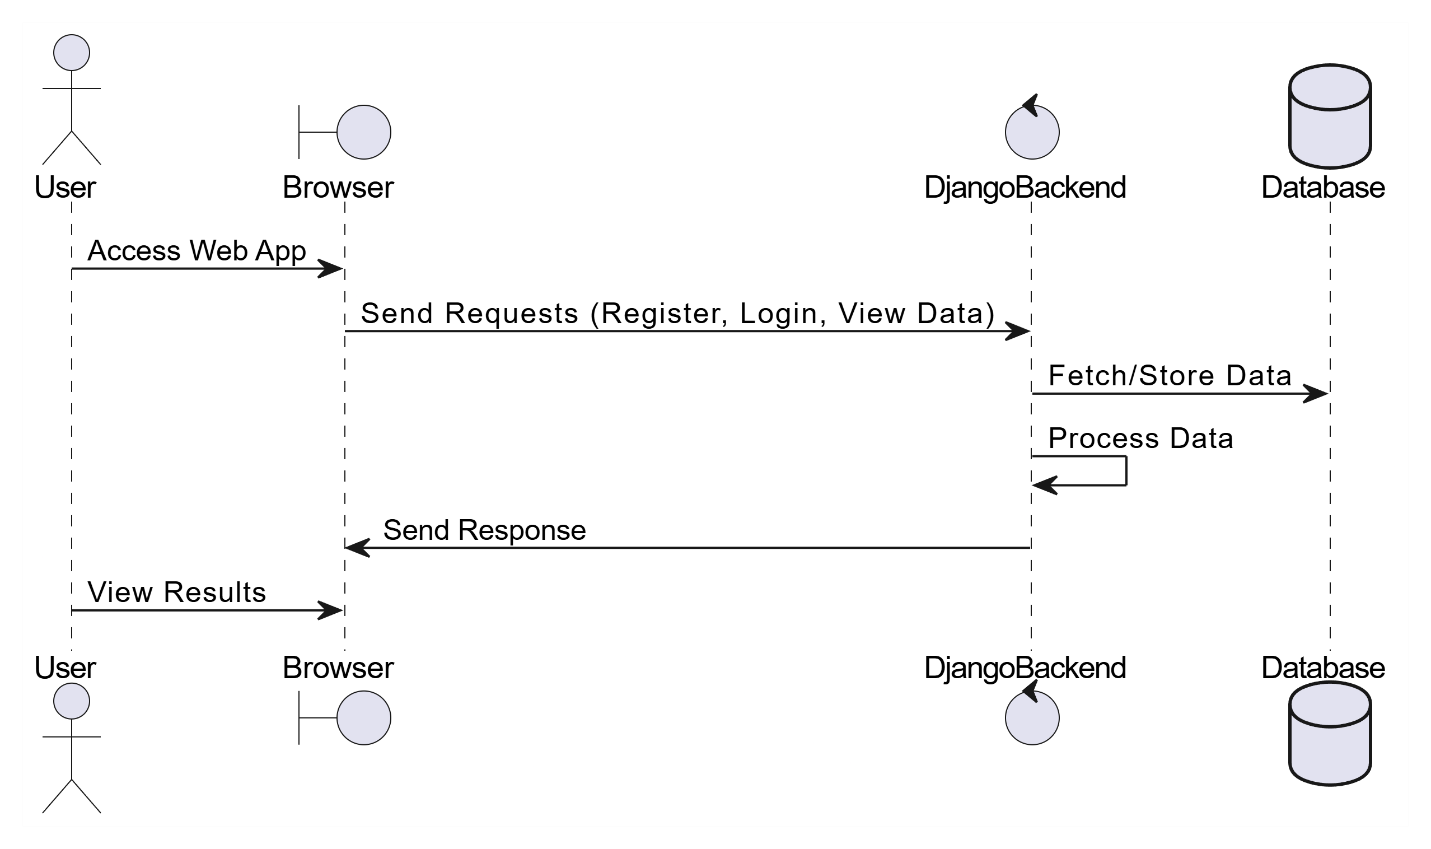 User
Browser
DjangoBackend
Database
Access Web App
Send Requests (Register, Login, View Data)
Fetch/Store Data
Process Data
Send Response
View Results
User
Browser
DjangoBackend
Database